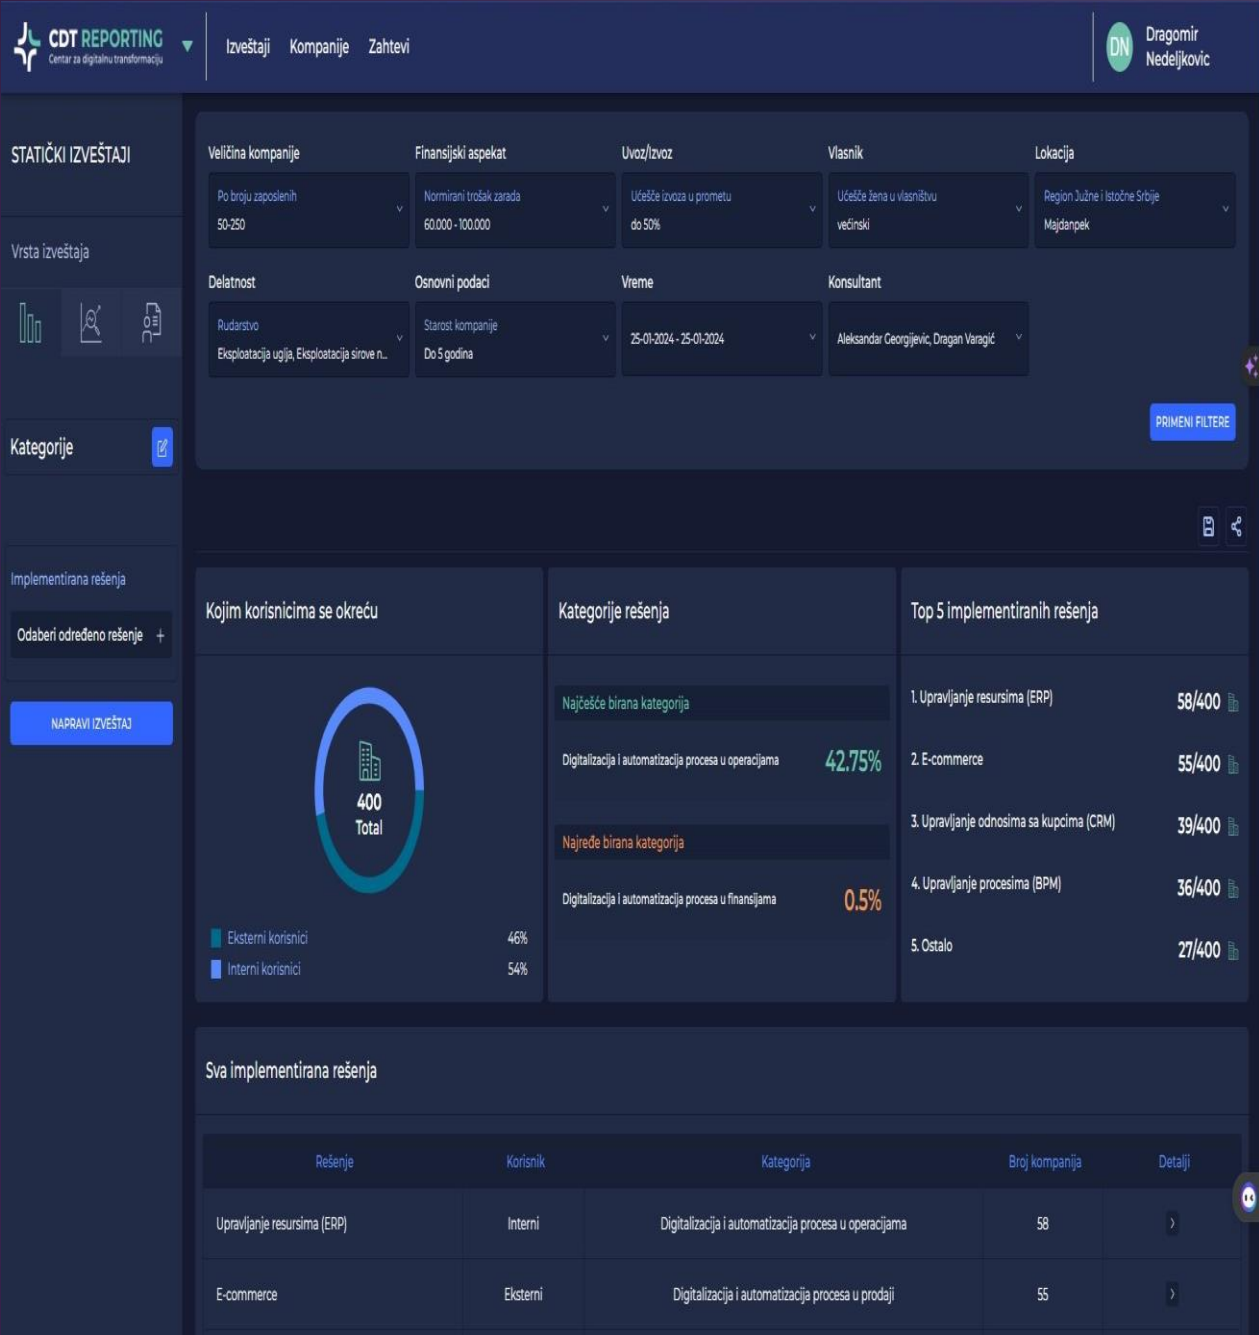 CDT REPORTING
Centar za digitalnu transformaciju
Izveštaji Kompanije Zahtevi
DN
Dragomir
Nedeljkovic
STATIČKI IZVEŠTAJI
Vrsta izveštaja
Kategorije
Implementirana rešenja
Odaberi određeno rešenje +
NAPRAVI IZVEŠTAJ
Veličina kompanije
Po broju zaposlenih
50-250
Finansijski aspekat
Normirani trošak zarada
60.000 - 100.000
Uvoz/Izvoz
Učešče izvoza u prometu
do 50%
Vlasnik
Učešče žena u vlasništvu
većinski
Lokacija
Region Južne i Istočne Srbije
Majdanpek
Delatnost
Rudarstvo
Eksploatacija uglja, Eksploatacija sirove n...
Osnovni podaci
Starost kompanije
Do 5 godina
Vreme
25-01-2024 - 25-01-2024
Konsultant
Aleksandar Georgijevic, Dragan Varagić
PRIMENI FILTERE
Kojim korisnicima se okreću
400
Total
Eksterni korisnici 46%
Interni korisnici 54%
Kategorije rešenja
Najčešće birana kategorija
Digitalizacija i automatizacija procesa u operacijama 42.75%
Najređe birana kategorija
Digitalizacija i automatizacija procesa u finansijama 0.5%
Top 5 implementiranih rešenja
1. Upravljanje resursima (ERP) 58/400
2. E-commerce 55/400
3. Upravljanje odnosima sa kupcima (CRM) 39/400
4. Upravljanje procesima (BPM) 36/400
5. Ostalo 27/400
Sva implementirana rešenja
Rešenje Korisnik Kategorija Broj kompanija Detalji
Upravljanje resursima (ERP) Interni Digitalizacija i automatizacija procesa u operacijama 58
E-commerce Eksterni Digitalizacija i automatizacija procesa u prodaji 55